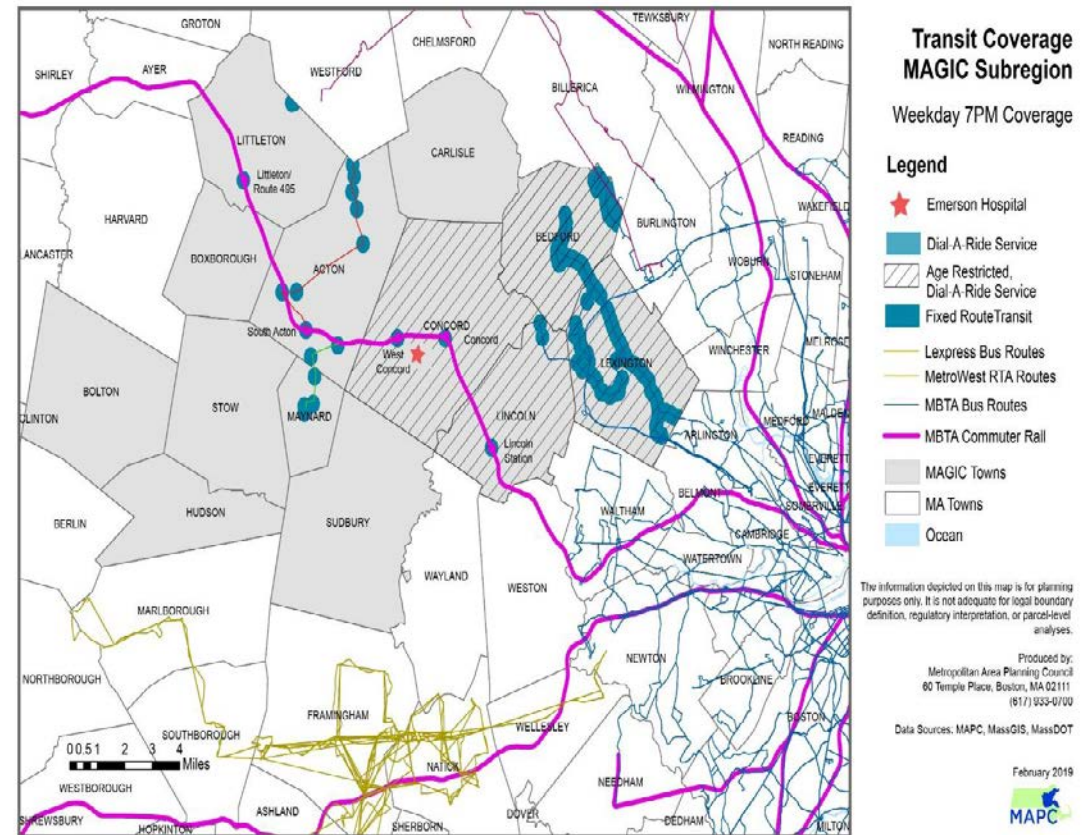 Transit Coverage
MAGIC Subregion
Weekday 7PM Coverage
Legend
Emerson Hospital
Dial-A-Ride Service
Age Restricted,
Dial-A-Ride Service
Fixed RouteTransit
Lexpress Bus Routes
MetroWest RTA Routes
MBTA Bus Routes
MBTA Commuter Rail
MAGIC Towns
MA Towns
Ocean
The information depicted on this map is for planning
purposes only. It is not adequate for legal boundary
definition, regulatory interpretation, or parcel-level
analyses.
Produced by:
Metropolitan Area Planning Council
60 Temple Place, Boston, MA 02111
(617) 933-0700
Data Sources: MAPC, MassGIS, MassDOT
February 2019
MAPC
GROTON
TEWKSBURY
CHELMSFORD
NORTH READING
AYER
SHIRLEY
WESTFORD
BILLERICA
WILMINGTON
READING
LITTLETON
CARLISLE
Littleton/
Route 495
WAKEFIELD
HARVARD
BURLINGTON
BEDFORD
LANCASTER
BOXBOROUGH
ACTON
WOBURN
STONEHAM
South Acton
CONCORD
Concord
West
Concord
WINCHESTER
MELROSE
LEXINGTON
BOLTON
STOW
MAYNARD
LINCOLN
CLINTON
MEDFORD
MALDEN
ARLINGTON
Lincoln
Station
EVERETT
EVERETT
BELMONT
SOMERVILLE
HUDSON
BERLIN
SUDBURY
WALTHAM
CAMBRIDGE
WATERTOWN
WAYLAND
WESTON
MARLBOROUGH
NEWTON
NORTHBOROUGH
BROOKLINE
FRAMINGHAM
BOSTON
SOUTHBOROUGH
WELLESLEY
0 0.5 1 2 3 4
Miles
NATICK
NEEDHAM
WESTBOROUGH
ASHLAND
DOVER
DEDHAM
SHREWSBURY
HOPKINTON
SHERBORN
MILTON